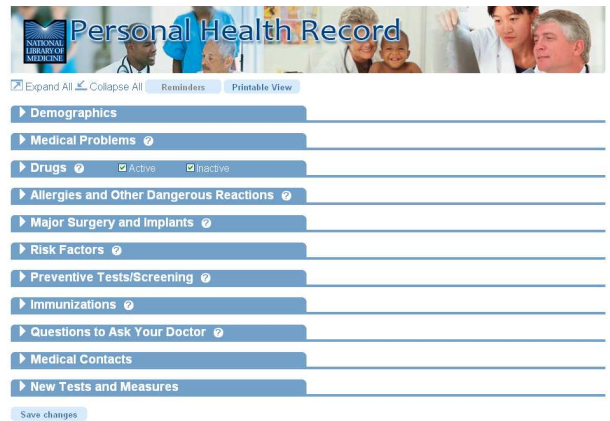 Personal Health Record
NATIONAL
LIBRARY OF
MEDICINE
Expand All Collapse All Reminders Printable View
Demographics
Medical Problems ?
Drugs ? Active Inactive
Allergies and Other Dangerous Reactions ?
Major Surgery and Implants ?
Risk Factors ?
Preventive Tests/Screening ?
Immunizations ?
Questions to Ask Your Doctor ?
Medical Contacts
New Tests and Measures
Save changes